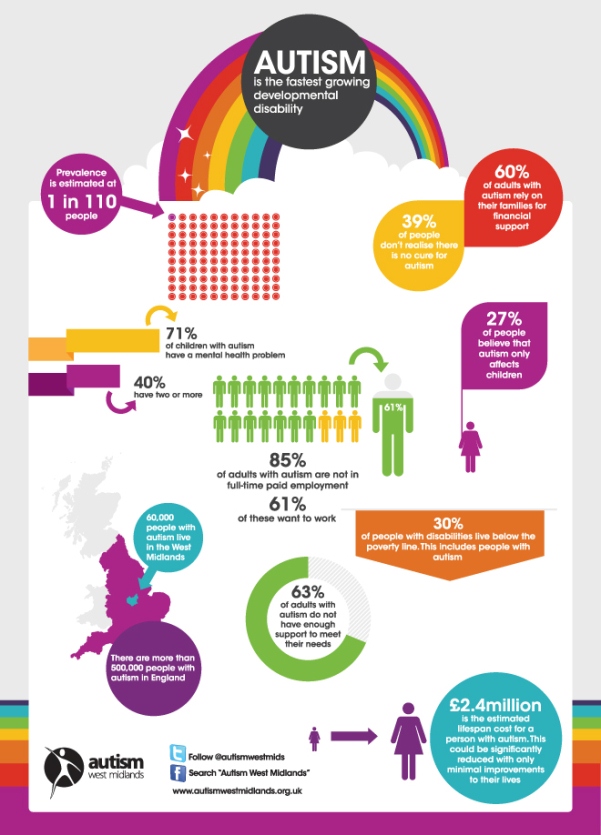 AUTISM
is the fastest growing
developmental
disability
Prevalence
is estimated at
1 in 110
people
60%
of adults with
autism rely on
their families for
financial
support
39%
of people
don't realise there
is no cure for
autism
71%
of children with autism
have a mental health problem
40%
have two or more
27%
of people
believe that
autism only
affects
children
61%
85%
of adults with autism are not in
full-time paid employment
61%
of these want to work
30%
of people with disabilities live below the
poverty line.This includes people with
autism
60,000
people with
autism live
in the West
Midlands
63%
of adults with
autism do not
have enough
support to meet
their needs
There are more than
500,000 people with
autism in England
£2.4million
is the estimated
lifespan cost for a
person with autism.This
could be significantly
reduced with only
minimal improvements
to their lives
autism
west midlands
Follow @autismwestmids
Search "Autism West Midlands"
www.autismwestmidlands.org.uk